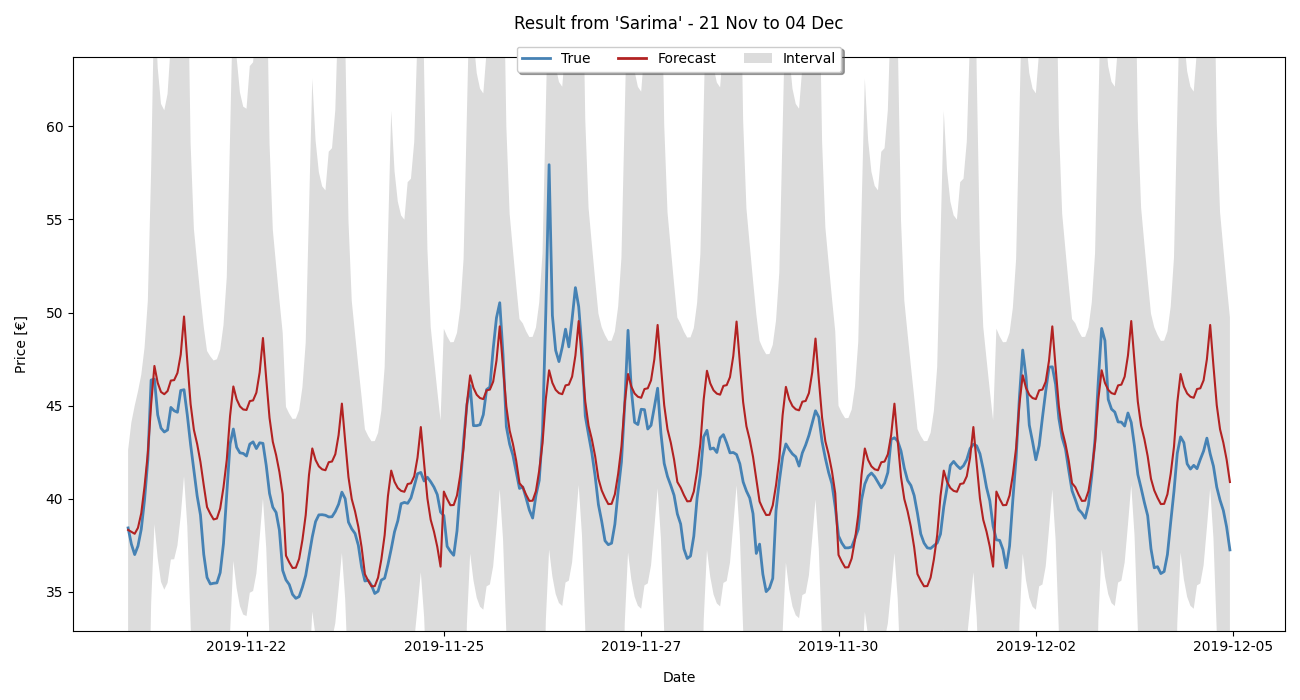 Result from 'Sarima' - 21 Nov to 04 Dec
True Forecast Interval
60
55
50
45
40
35
Price [€]
2019-11-22 2019-11-25 2019-11-27 2019-11-30 2019-12-02 2019-12-05
Date